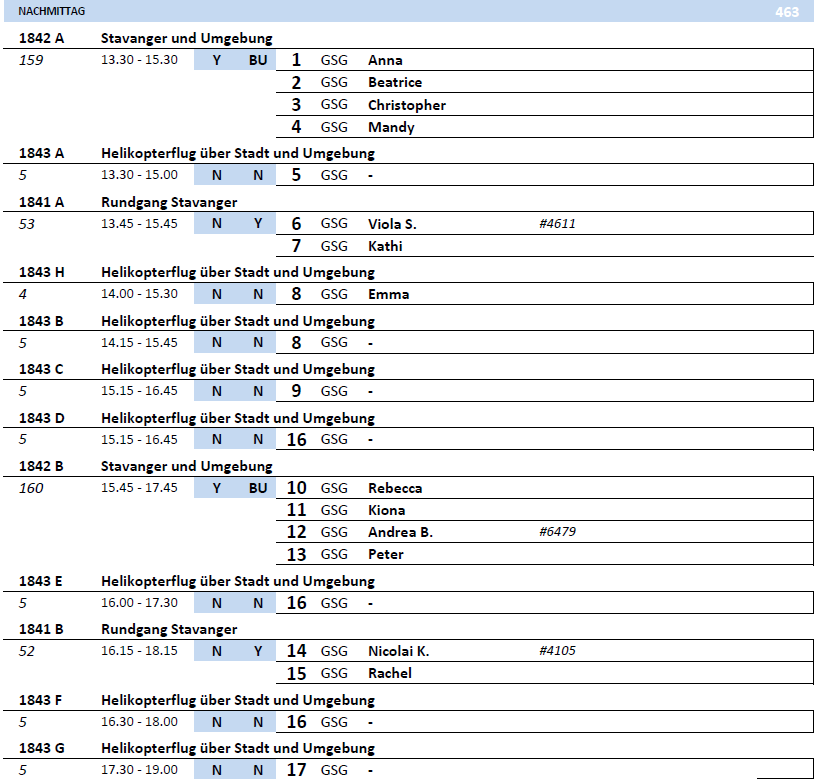 NACHMITTAG 463
1842 A Stavanger und Umgebung
159 13.30 - 15.30 Y BU 1 GSG Anna
2 GSG Beatrice
3 GSG Christopher
4 GSG Mandy
1843 A Helikopterflug über Stadt und Umgebung
5 13.30 - 15.00 N N 5 GSG -
1841 A Rundgang Stavanger
53 13.45 - 15.45 N Y 6 GSG Viola S. #4611
7 GSG Kathi
1843 H Helikopterflug über Stadt und Umgebung
4 14.00 - 15.30 N N 8 GSG Emma
1843 B Helikopterflug über Stadt und Umgebung
5 14.15 - 15.45 N N 8 GSG -
1843 C Helikopterflug über Stadt und Umgebung
5 15.15 - 16.45 N N 9 GSG -
1843 D Helikopterflug über Stadt und Umgebung
5 15.15 - 16.45 N N 16 GSG -
1842 B Stavanger und Umgebung
160 15.45 - 17.45 Y BU 10 GSG Rebecca
11 GSG Kiona
12 GSG Andrea B. #6479
13 GSG Peter
1843 E Helikopterflug über Stadt und Umgebung
5 16.00 - 17.30 N N 16 GSG -
1841 B Rundgang Stavanger
52 16.15 - 18.15 N Y 14 GSG Nicolai K. #4105
15 GSG Rachel
1843 F Helikopterflug über Stadt und Umgebung
5 16.30 - 18.00 N N 16 GSG -
1843 G Helikopterflug über Stadt und Umgebung
5 17.30 - 19.00 N N 17 GSG -